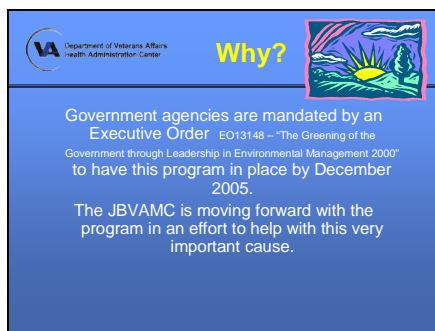 Department of Veterans Affairs
Health Administration Center
Why?
Government agencies are mandated by an
Executive Order EO13148 – "The Greening of the
Government through Leadership in Environmental Management 2000"
to have this program in place by December
2005.
The JBVAMC is moving forward with the
program in an effort to help with this very
important cause.